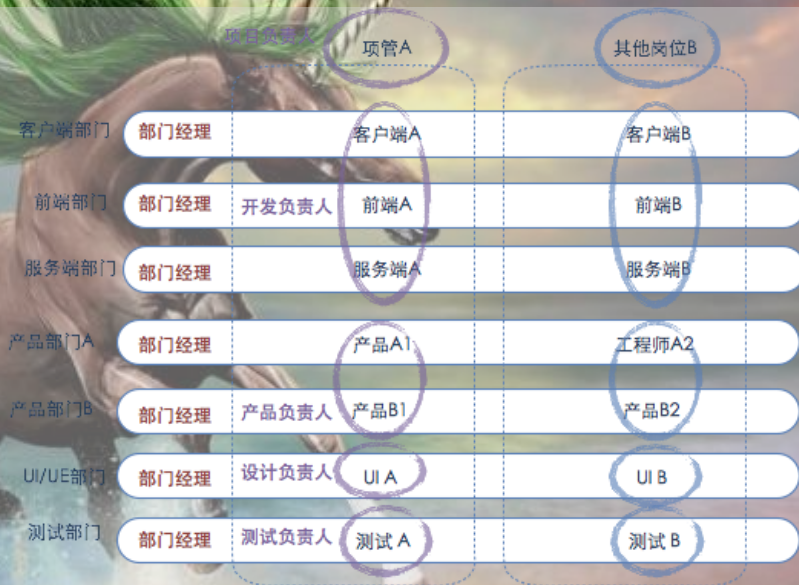 项目负责人 项管A 其他岗位B
客户端部门 部门经理 客户端A 客户端B
前端部门 部门经理 开发负责人 前端A 前端B
服务端部门 部门经理 服务端A 服务端B
产品部门A 部门经理 产品A1 工程师A2
产品部门B 部门经理 产品负责人 产品B1 产品B2
UI/UE部门 部门经理 设计负责人 UI A UI B
测试部门 部门经理 测试负责人 测试 A 测试 B